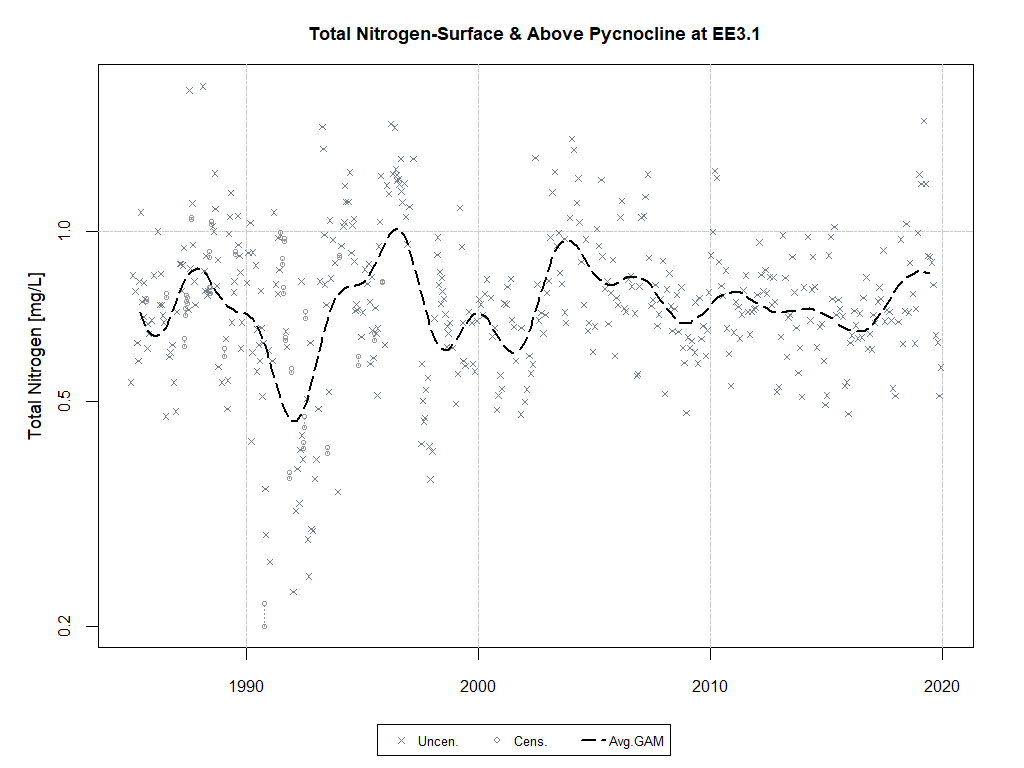 Total Nitrogen-Surface & Above Pycnocline at EE3.1
Total Nitrogen [mg/L]
1.0
0.5
0.2
1990 2000 2010 2020
Uncen. Cens. Avg.GAM